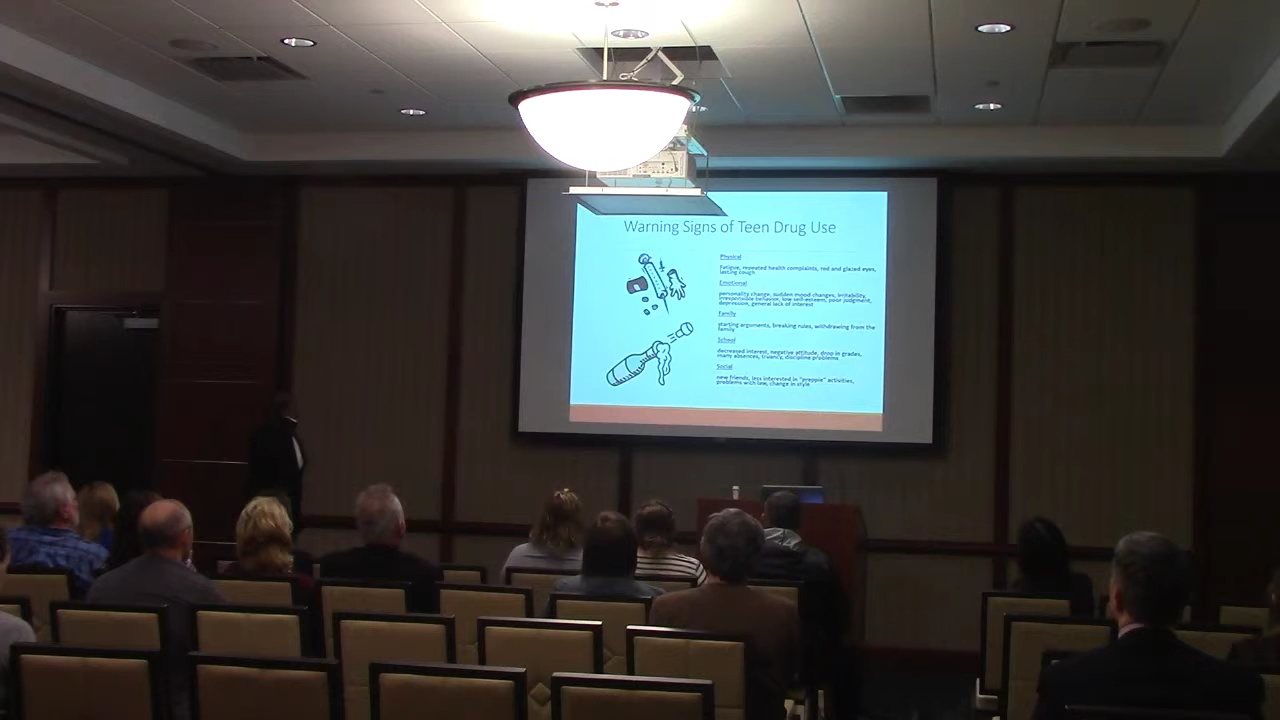 Warning Signs of Teen Drug Use
Physical
Fatigue, repeated health complaints, red and glazed eyes,
lasting cough
Emotional
personality change, sudden mood changes, irritability,
irresponsible behavior, low self-esteem, poor judgment,
depression, general lack of interest
Family
starting arguments, breaking rules, withdrawing from the
family
School
decreased interest, negative attitude, drop in grades,
many absences, truancy, discipline problems
Social
new friends, less interested in "preppie" activities,
problems with law, change in style